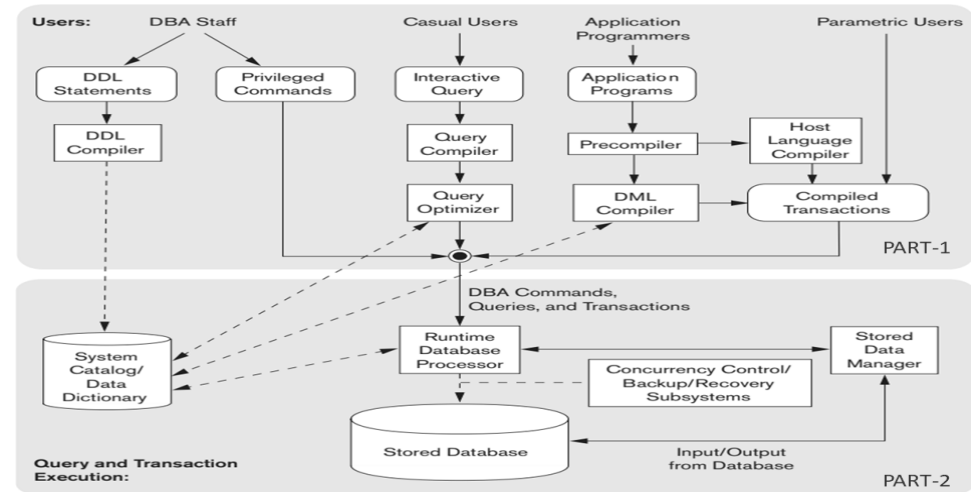 Users:
DBA Staff
Casual Users
Application
Programmers
Parametric Users
DDL
Statements
Privileged
Commands
Interactive
Query
Application
Programs
DDL
Compiler
Query
Compiler
Precompiler
Host
Language
Compiler
Query
Optimizer
DML
Compiler
Compiled
Transactions
PART-1
DBA Commands,
Queries, and Transactions
System
Catalog/
Data
Dictionary
Runtime
Database
Processor
Stored
Data
Manager
Concurrency Control/
Backup/Recovery
Subsystems
Stored Database
Input/Output
from Database
Query and Transaction
Execution:
PART-2